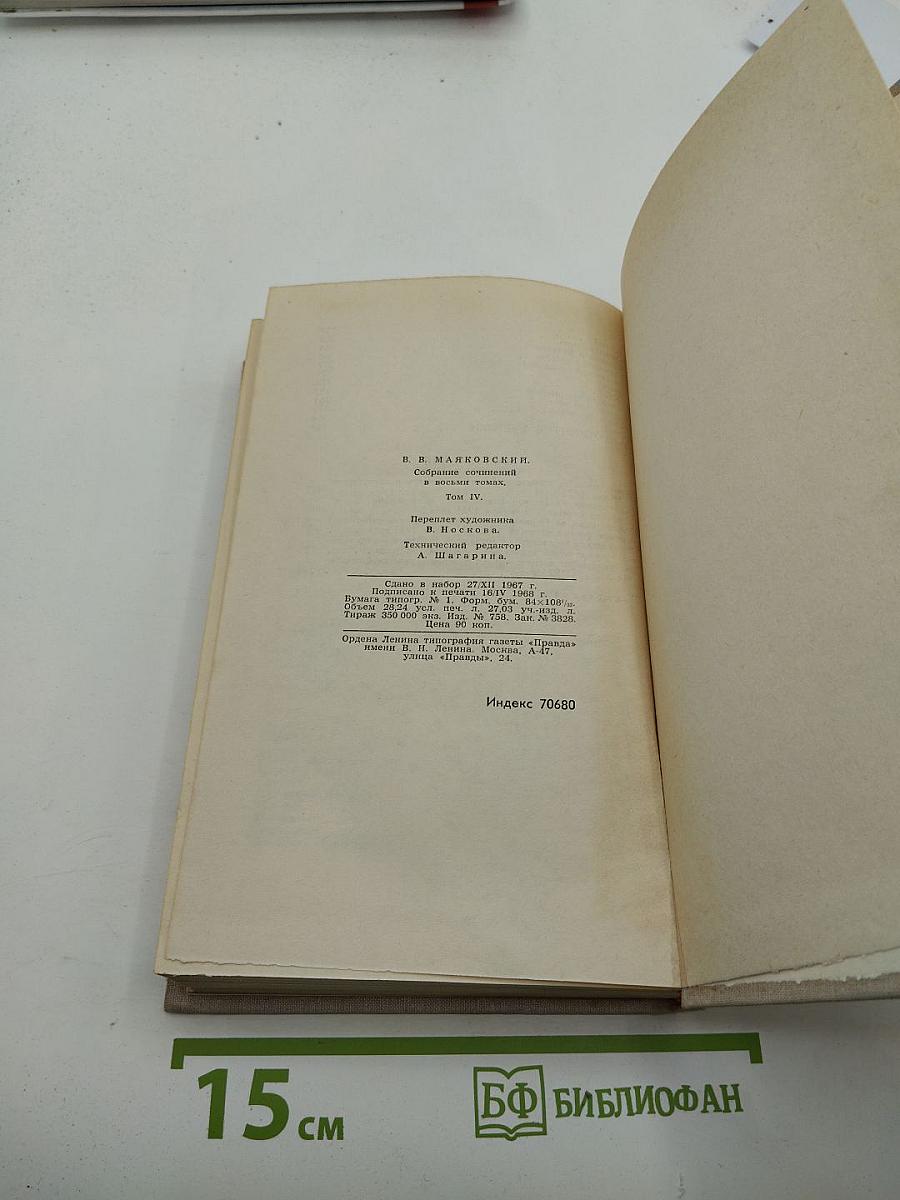 В. В. МАЯКОВСКИЙ.
Собрание сочинений
в восьми томах.
Том IV.
Переплет художника
В. Носкова.
Технический редактор
А. Шагарина.
Сдано в набор 27/XII 1967 г.
Подписано к печати 16/IV 1968 г.
Бумага типогр. № 1. Форм. бум. 84×108¹/₃₂.
Объем 28,24 усл. печ. л. 27,03 уч.-изд. л.
Тираж 350 000 экз. Изд. № 758. Зак. № 3828.
Цена 90 коп.
Ордена Ленина типография газеты «Правда»
имени В. И. Ленина. Москва, А-47,
улица «Правды», 24.
Индекс 70680
15 см
БФ БИБЛИОФАН